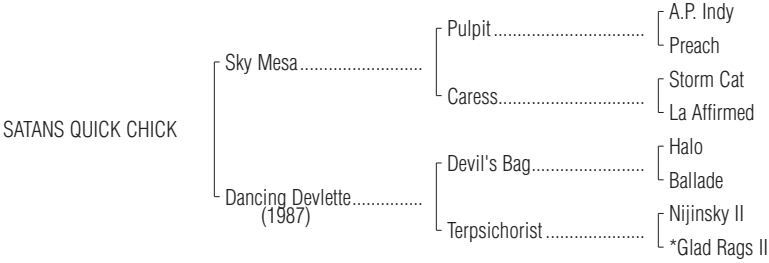 A.P. Indy
Pulpit..............................
Preach
Sky Mesa..........................
Storm Cat
Caress..............................
La Affirmed
SATANS QUICK CHICK
Halo
Devil's Bag........................
Ballade
Dancing Devlette...............
(1987)
Nijinsky II
Terpsichorist .....................
*Glad Rags II